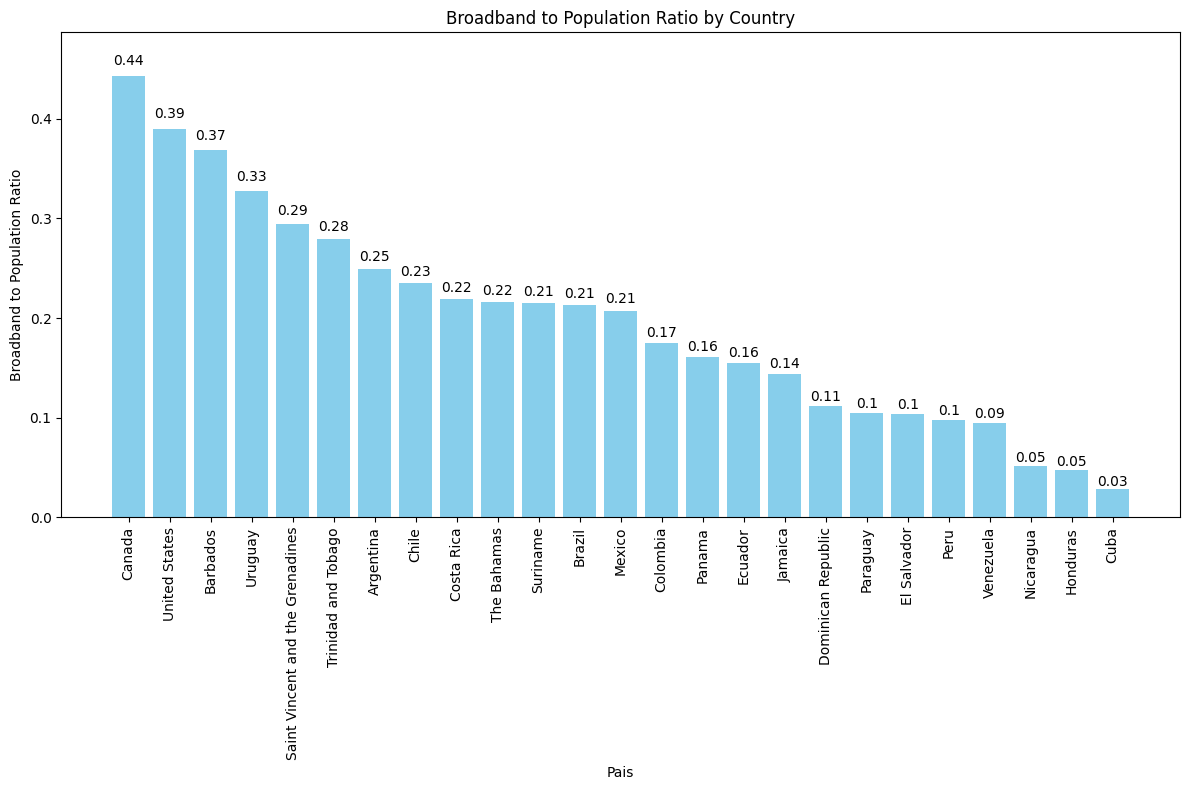 Broadband to Population Ratio by Country
Broadband to Population Ratio
0.4
0.3
0.2
0.1
0.0
0.44
0.39
0.37
0.33
0.29
0.28
0.25
0.23
0.22
0.22
0.21
0.21
0.21
0.17
0.16
0.16
0.14
0.11
0.1
0.1
0.1
0.09
0.05
0.05
0.03
Canada
United States
Barbados
Uruguay
Saint Vincent and the Grenadines
Trinidad and Tobago
Argentina
Chile
Costa Rica
The Bahamas
Suriname
Brazil
Mexico
Colombia
Panama
Ecuador
Jamaica
Dominican Republic
Paraguay
El Salvador
Peru
Venezuela
Nicaragua
Honduras
Cuba
Pais